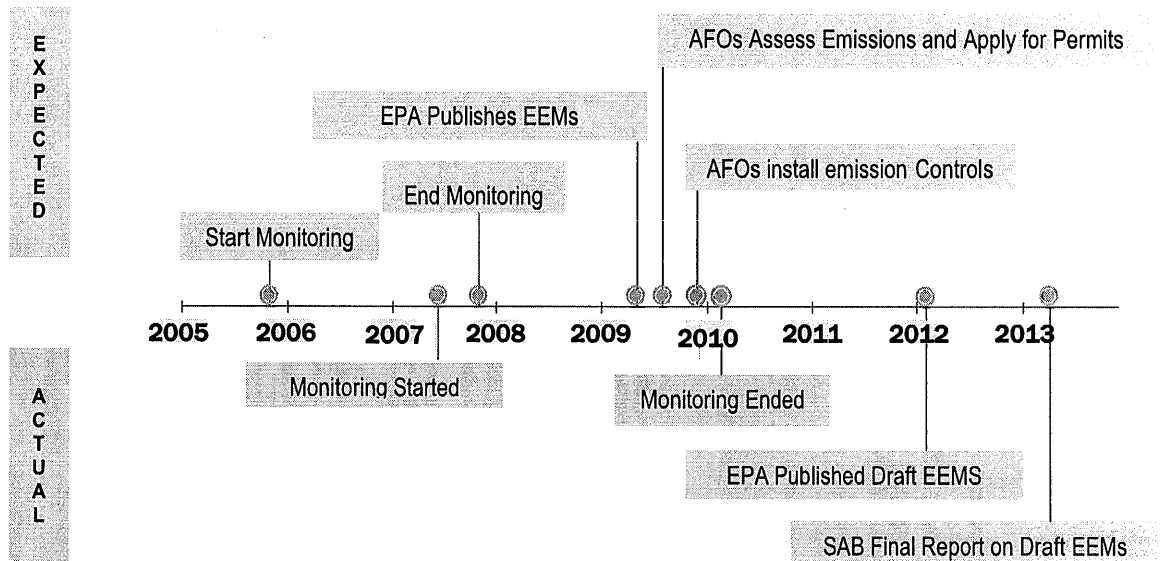 EXPECTED
AFOs Assess Emissions and Apply for Permits
EPA Publishes EEMs
AFOs install emission Controls
End Monitoring
Start Monitoring
2005 2006 2007 2008 2009 2010 2011 2012 2013
ACTUAL
Monitoring Started
Monitoring Ended
EPA Published Draft EEMS
SAB Final Report on Draft EEMs